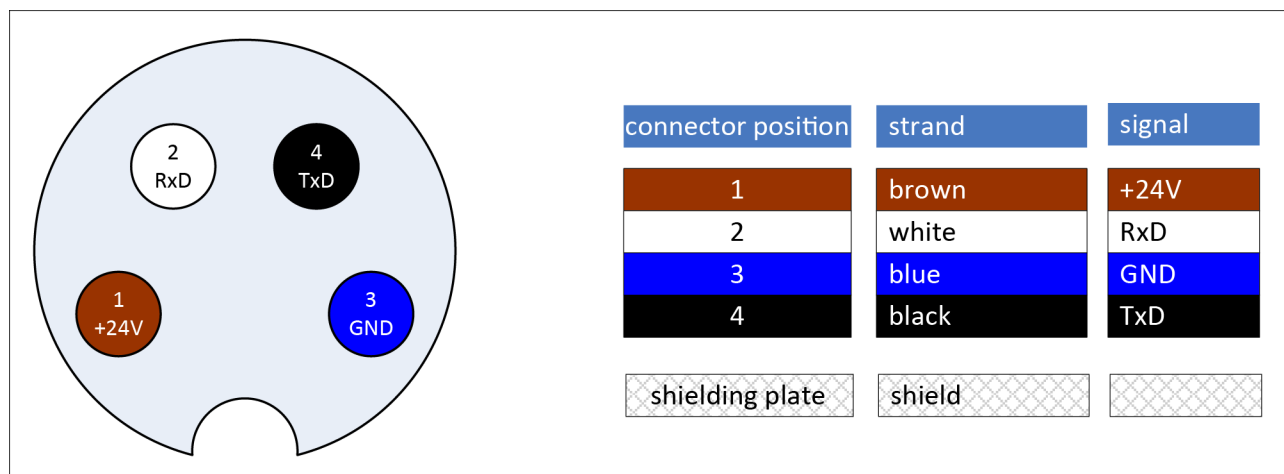 2
RxD
4
TxD
1
+24V
3
GND
connector position strand signal
1 brown +24V
2 white RxD
3 blue GND
4 black TxD
shielding plate shield